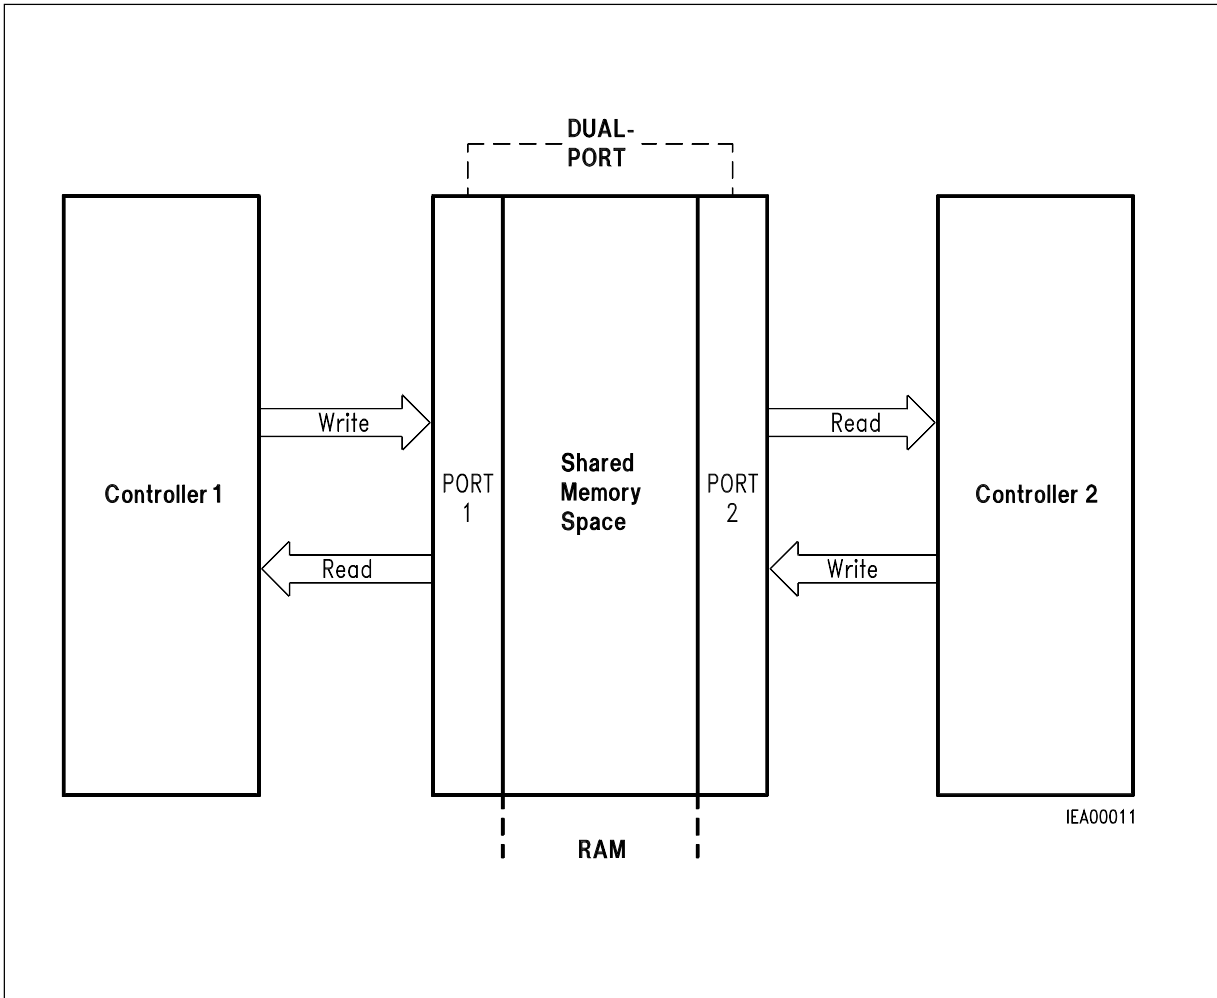 DUAL-
PORT
Write
Read
Controller 1
PORT
1
Shared
Memory
Space
PORT
2
Controller 2
Read
Write
IEA00011
RAM